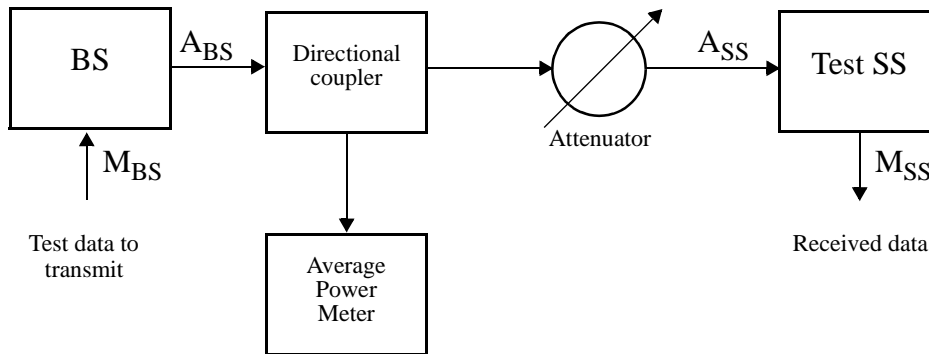 BS
A_BS
Directional
coupler
A_SS
Test SS
Attenuator
M_BS
M_SS
Test data to
transmit
Average
Power
Meter
Received data